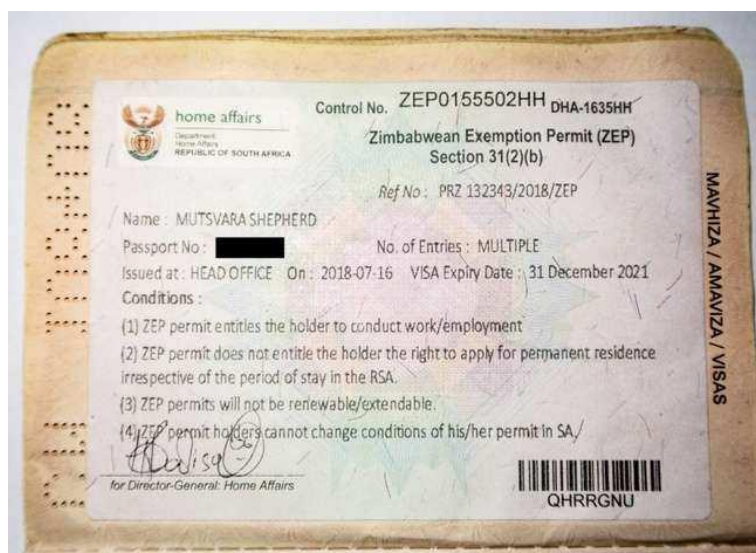 home affairs
Department:
Home Affairs
REPUBLIC OF SOUTH AFRICA
Control No. ZEP0155502HH DHA-1635HH
Zimbabwean Exemption Permit (ZEP)
Section 31(2)(b)
Ref No : PRZ 132343/2018/ZEP
Name : MUTSVARA SHEPHERD
Passport No :
No. of Entries : MULTIPLE
Issued at : HEAD OFFICE On : 2018-07-16 VISA Expiry Date : 31 December 2021
Conditions :
(1) ZEP permit entitles the holder to conduct work/employment
(2) ZEP permit does not entitle the holder the right to apply for permanent residence
irrespective of the period of stay in the RSA.
(3) ZEP permits will not be renewable/extendable.
(4) ZEP permit holders cannot change conditions of his/her permit in SA
for Director-General: Home Affairs
QHRRGNU
MAVHIZA / AMAVIZA / VISAS